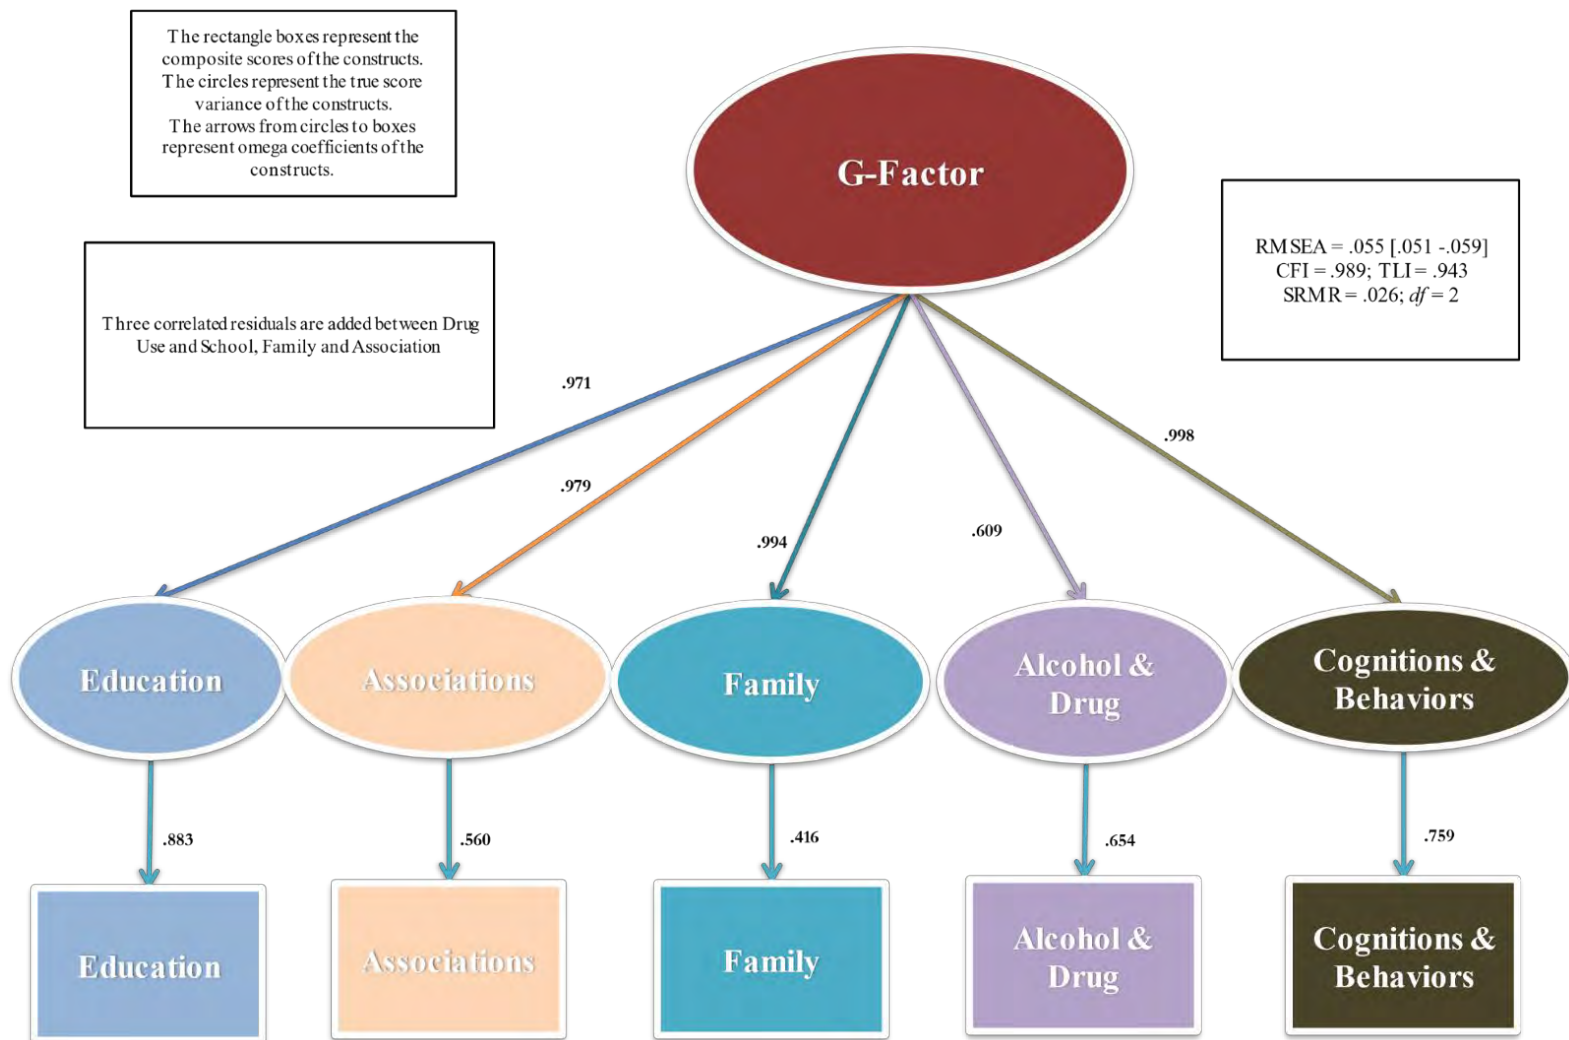 The rectangle boxes represent the
composite scores of the constructs.
The circles represent the true score
variance of the constructs.
The arrows from circles to boxes
represent omega coefficients of the
constructs.
G-Factor
RMSEA = .055 [.051 -.059]
CFI = .989; TLI = .943
SRMR = .026; df = 2
Three correlated residuals are added between Drug
Use and School, Family and Association
.971
.979
.994
.609
.998
Education
Associations
Family
Alcohol &
Drug
Cognitions &
Behaviors
.883
.560
.416
.654
.759
Education
Associations
Family
Alcohol &
Drug
Cognitions &
Behaviors